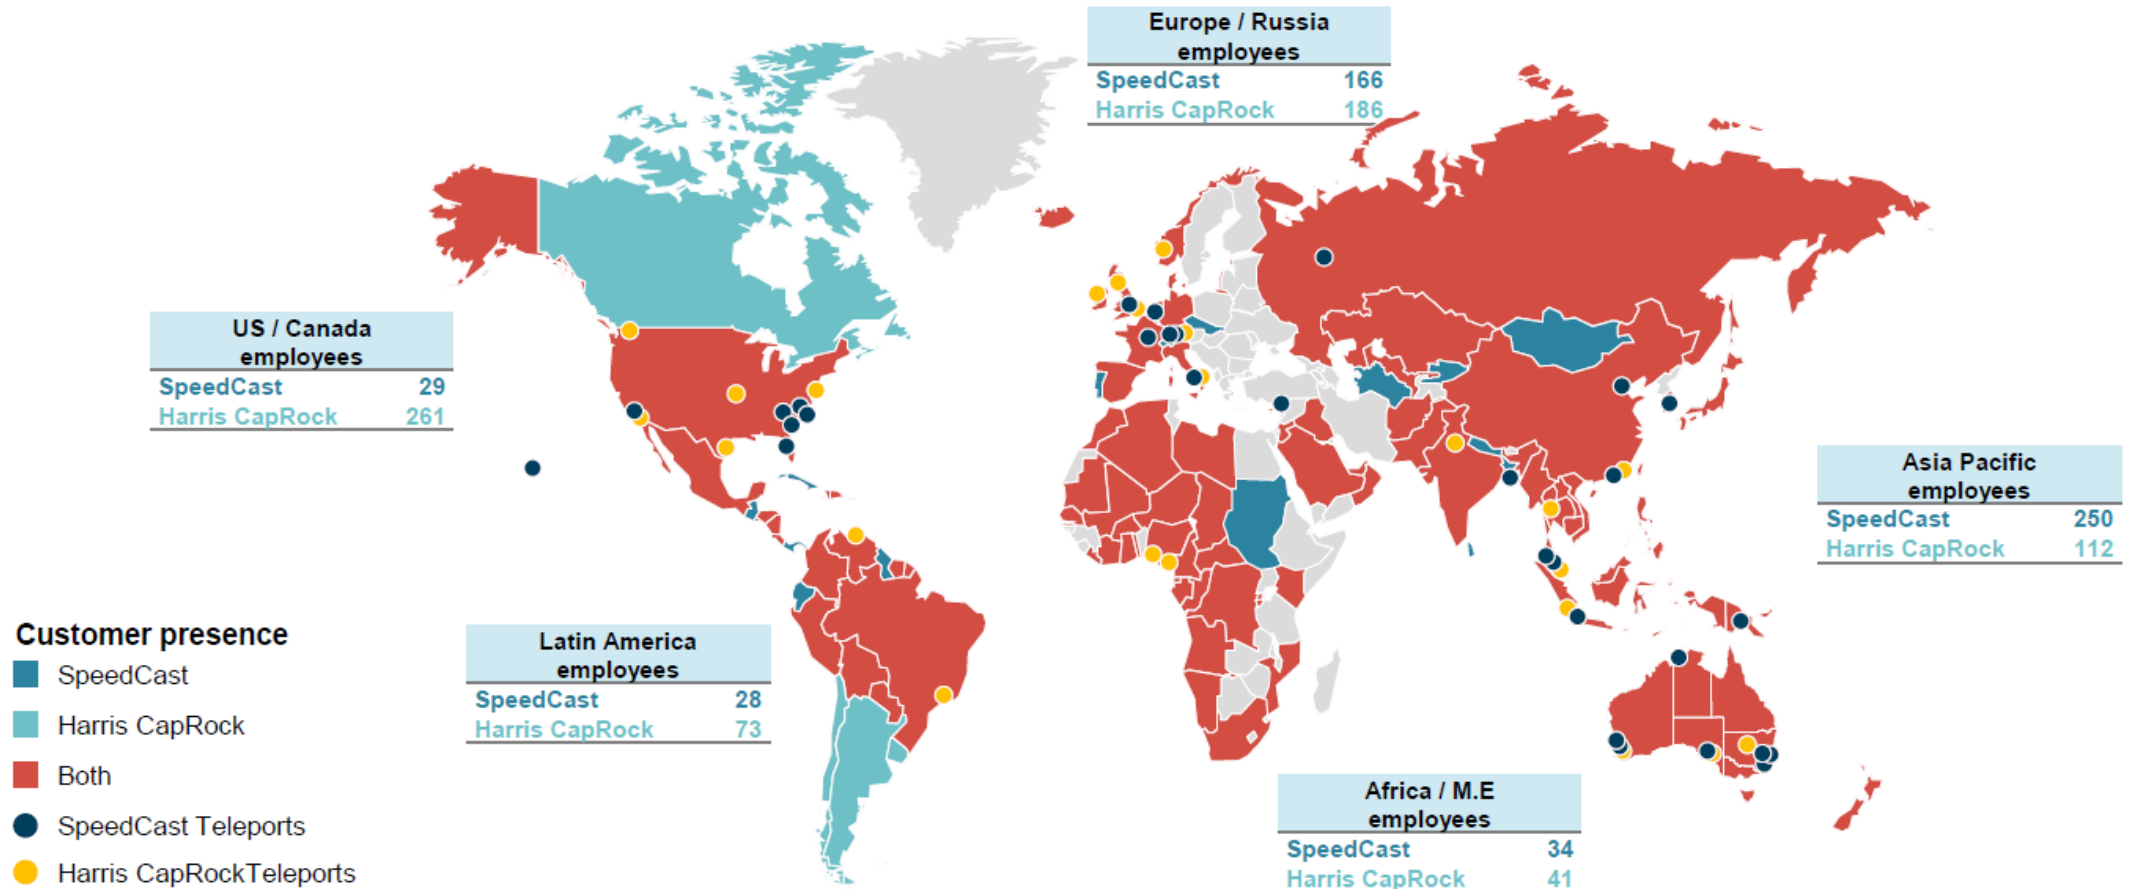 Europe / Russia
employees
SpeedCast 166
Harris CapRock 186
US / Canada
employees
SpeedCast 29
Harris CapRock 261
Asia Pacific
employees
SpeedCast 250
Harris CapRock 112
Latin America
employees
SpeedCast 28
Harris CapRock 73
Africa / M.E
employees
SpeedCast 34
Harris CapRock 41
Customer presence
SpeedCast
Harris CapRock
Both
SpeedCast Teleports
Harris CapRockTeleports